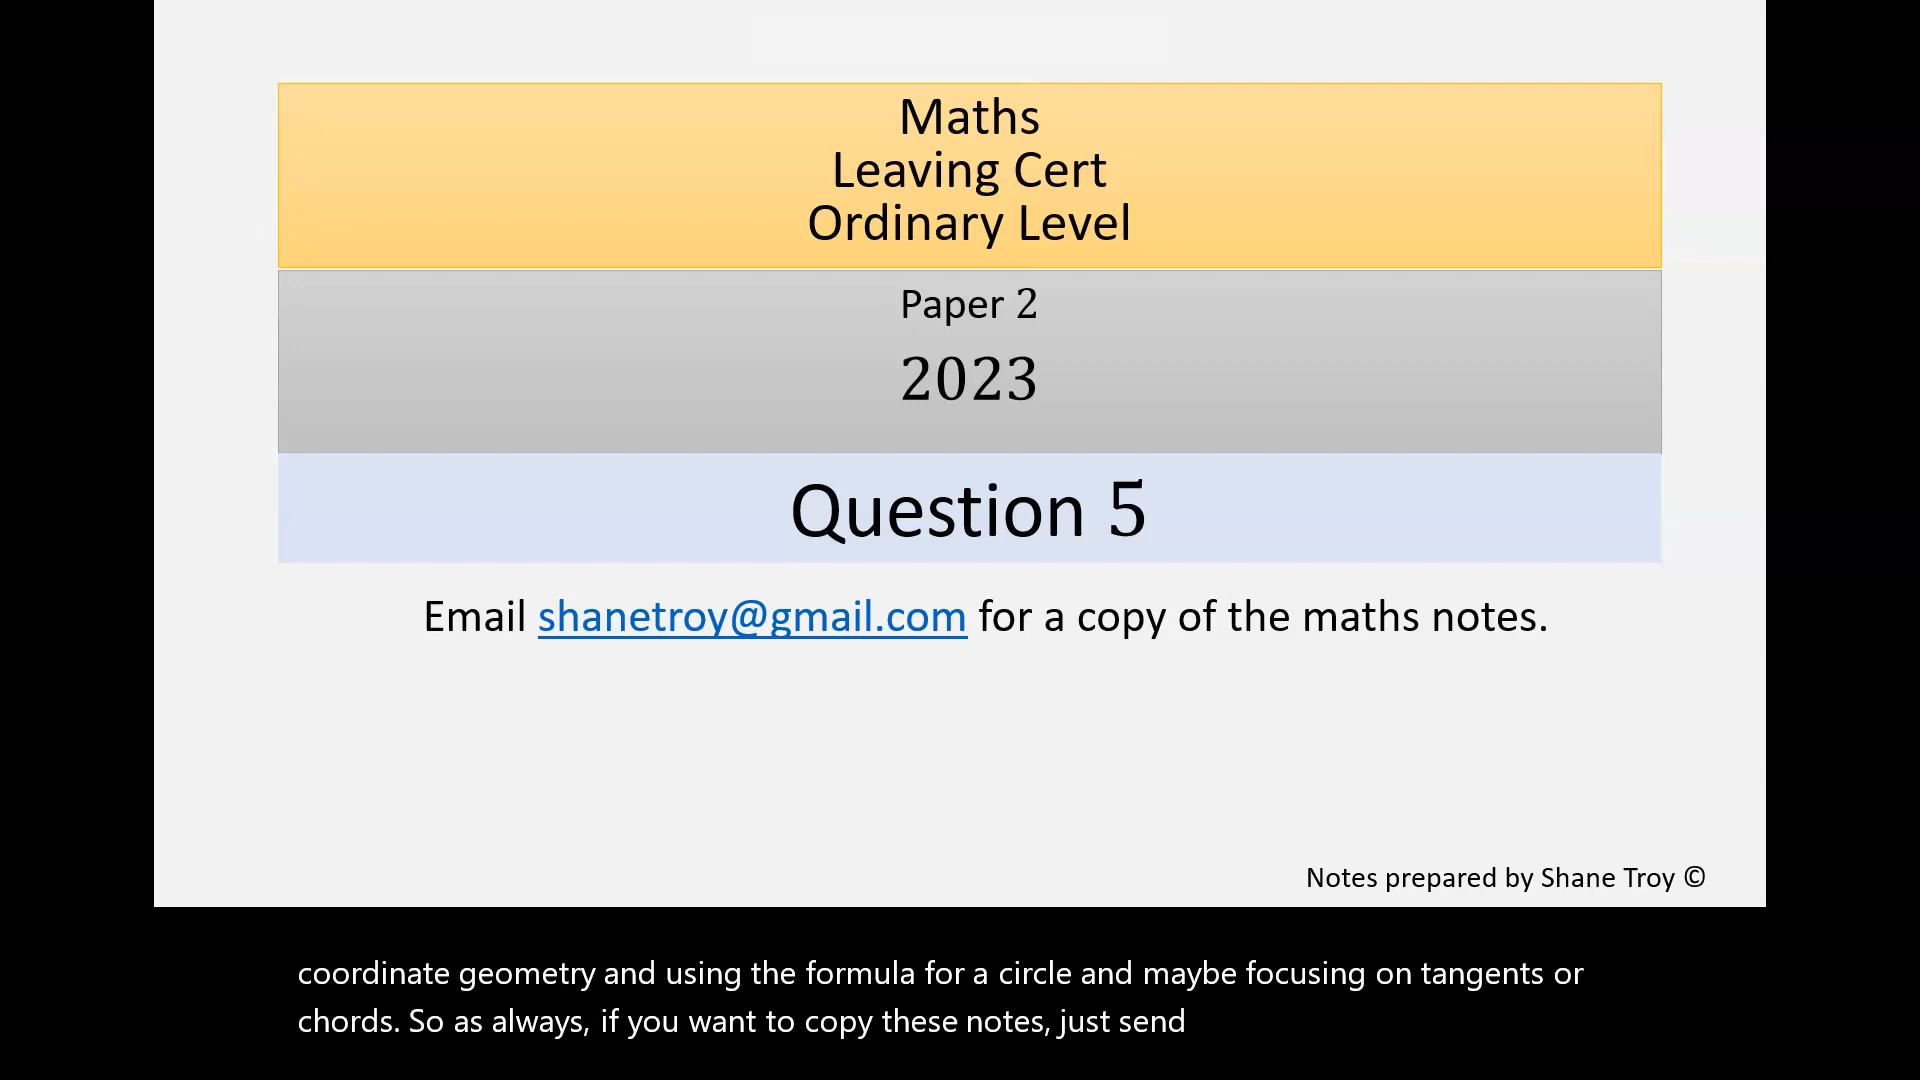 Maths
Leaving Cert
Ordinary Level
Paper 2
2023
Question 5
Email shanetroy@gmail.com for a copy of the maths notes.
Notes prepared by Shane Troy ©
coordinate geometry and using the formula for a circle and maybe focusing on tangents or
chords. So as always, if you want to copy these notes, just send